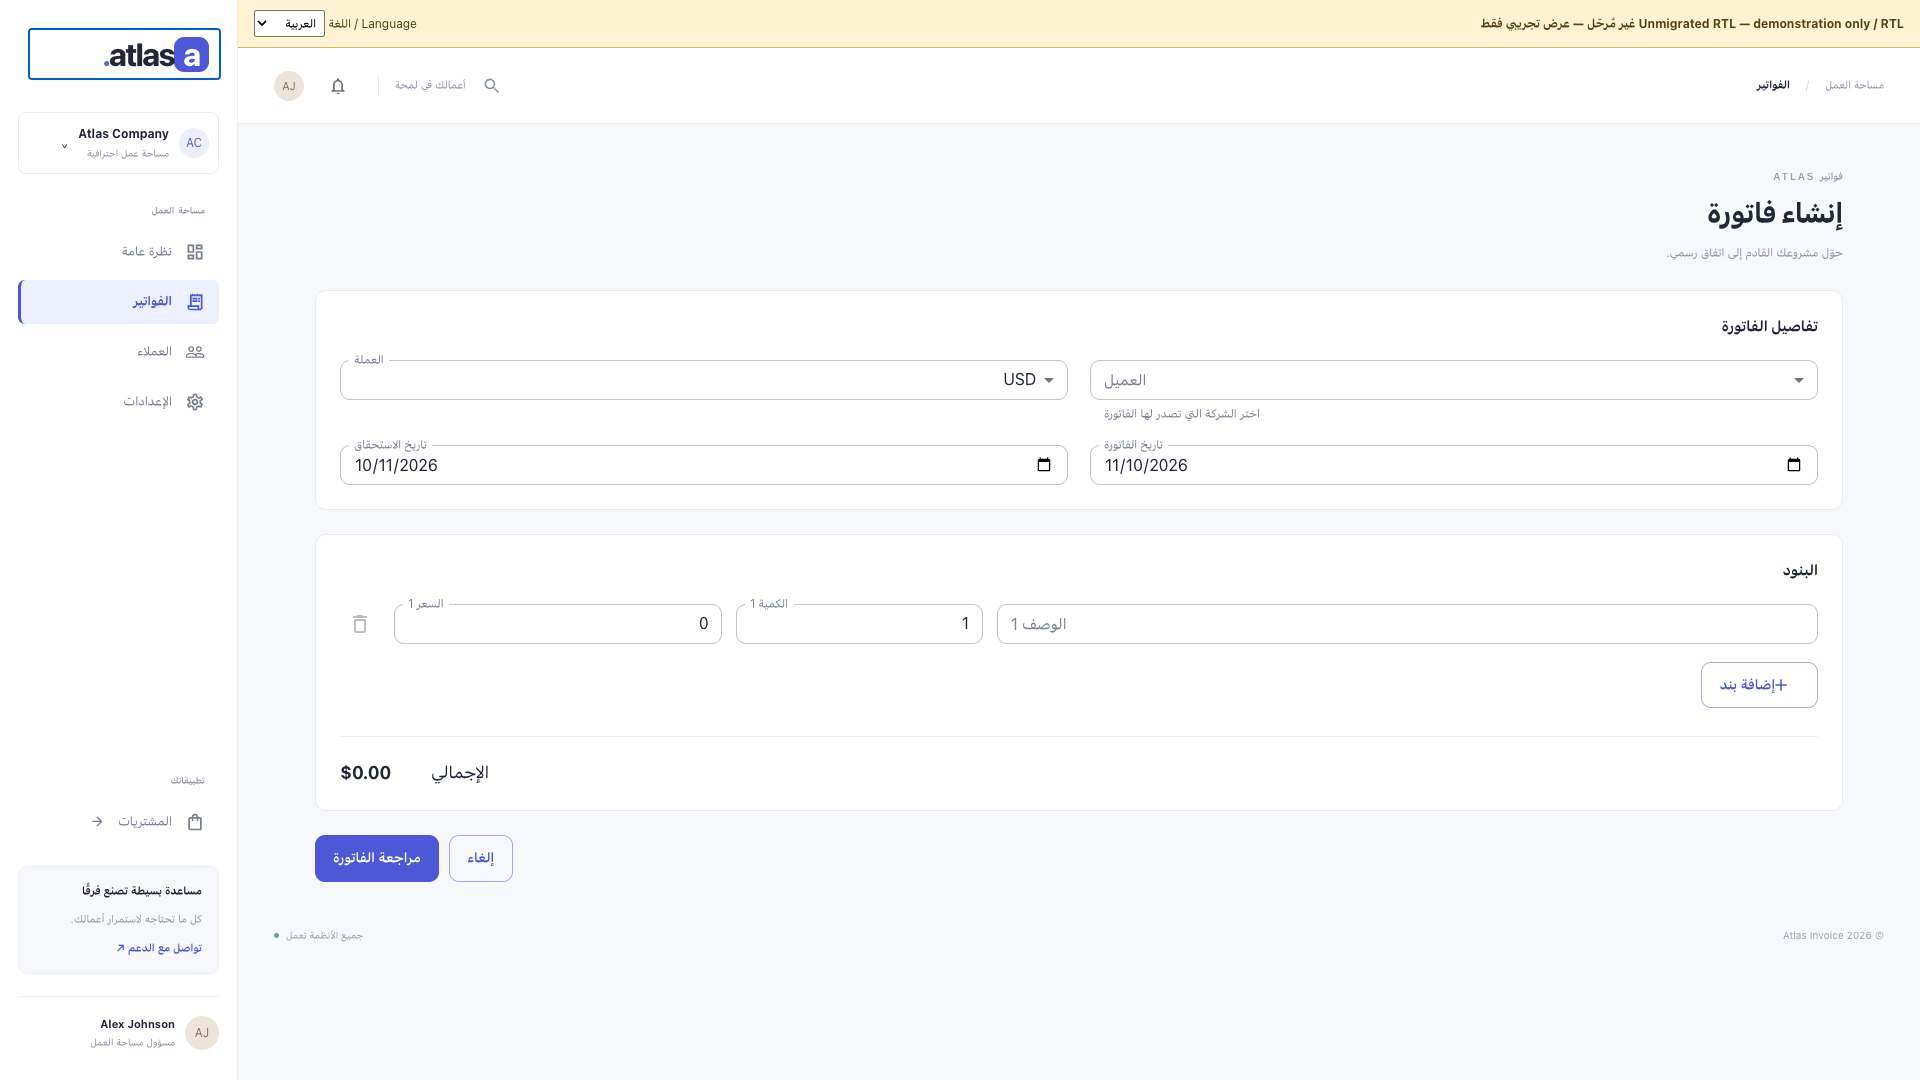 Unmigrated RTL — demonstration only / RTL غير مُرحّل — عرض تجريبي فقط
Language / اللغة
العربية
atlas.
a
Atlas Company
مساحة عمل احترافية
AC
مساحة العمل
نظرة عامة
الفواتير
العملاء
الإعدادات
تطبيقاتك
المشتريات
مساعدة بسيطة تصنع فرقًا
كل ما تحتاجه لاستمرار أعمالك.
تواصل مع الدعم ↗
Alex Johnson
مسؤول مساحة العمل
AJ
مساحة العمل / الفواتير
أعمالك في لمحة
AJ
فواتير ATLAS
إنشاء فاتورة
حوّل مشروعك القادم إلى اتفاق رسمي.
تفاصيل الفاتورة
العميل
اختر الشركة التي تصدر لها الفاتورة
العملة
USD
تاريخ الفاتورة
11/10/2026
تاريخ الاستحقاق
10/11/2026
البنود
الوصف 1
الكمية 1
1
السعر 1
0
إضافة بند
الإجمالي
$0.00
إلغاء
مراجعة الفاتورة
© 2026 Atlas Invoice
جميع الأنظمة تعمل